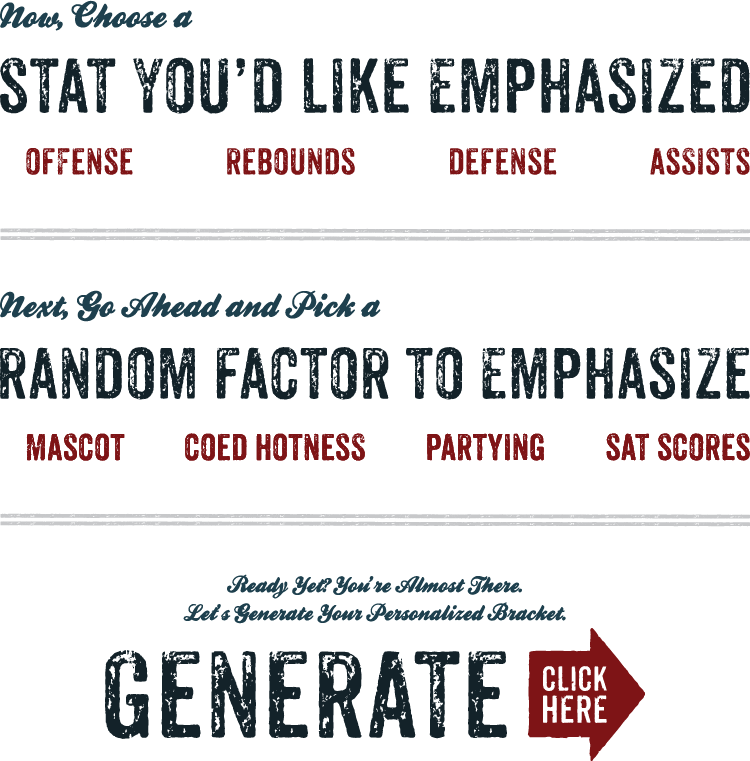 Now, Choose a
STAT YOU'D LIKE EMPHASIZED
OFFENSE REBOUNDS DEFENSE ASSISTS
Next, Go Ahead and Pick a
RANDOM FACTOR TO EMPHASIZE
MASCOT COED HOTNESS PARTYING SAT SCORES
Ready Yet? You're Almost There.
Let's Generate Your Personalized Bracket.
GENERATE
CLICK
HERE